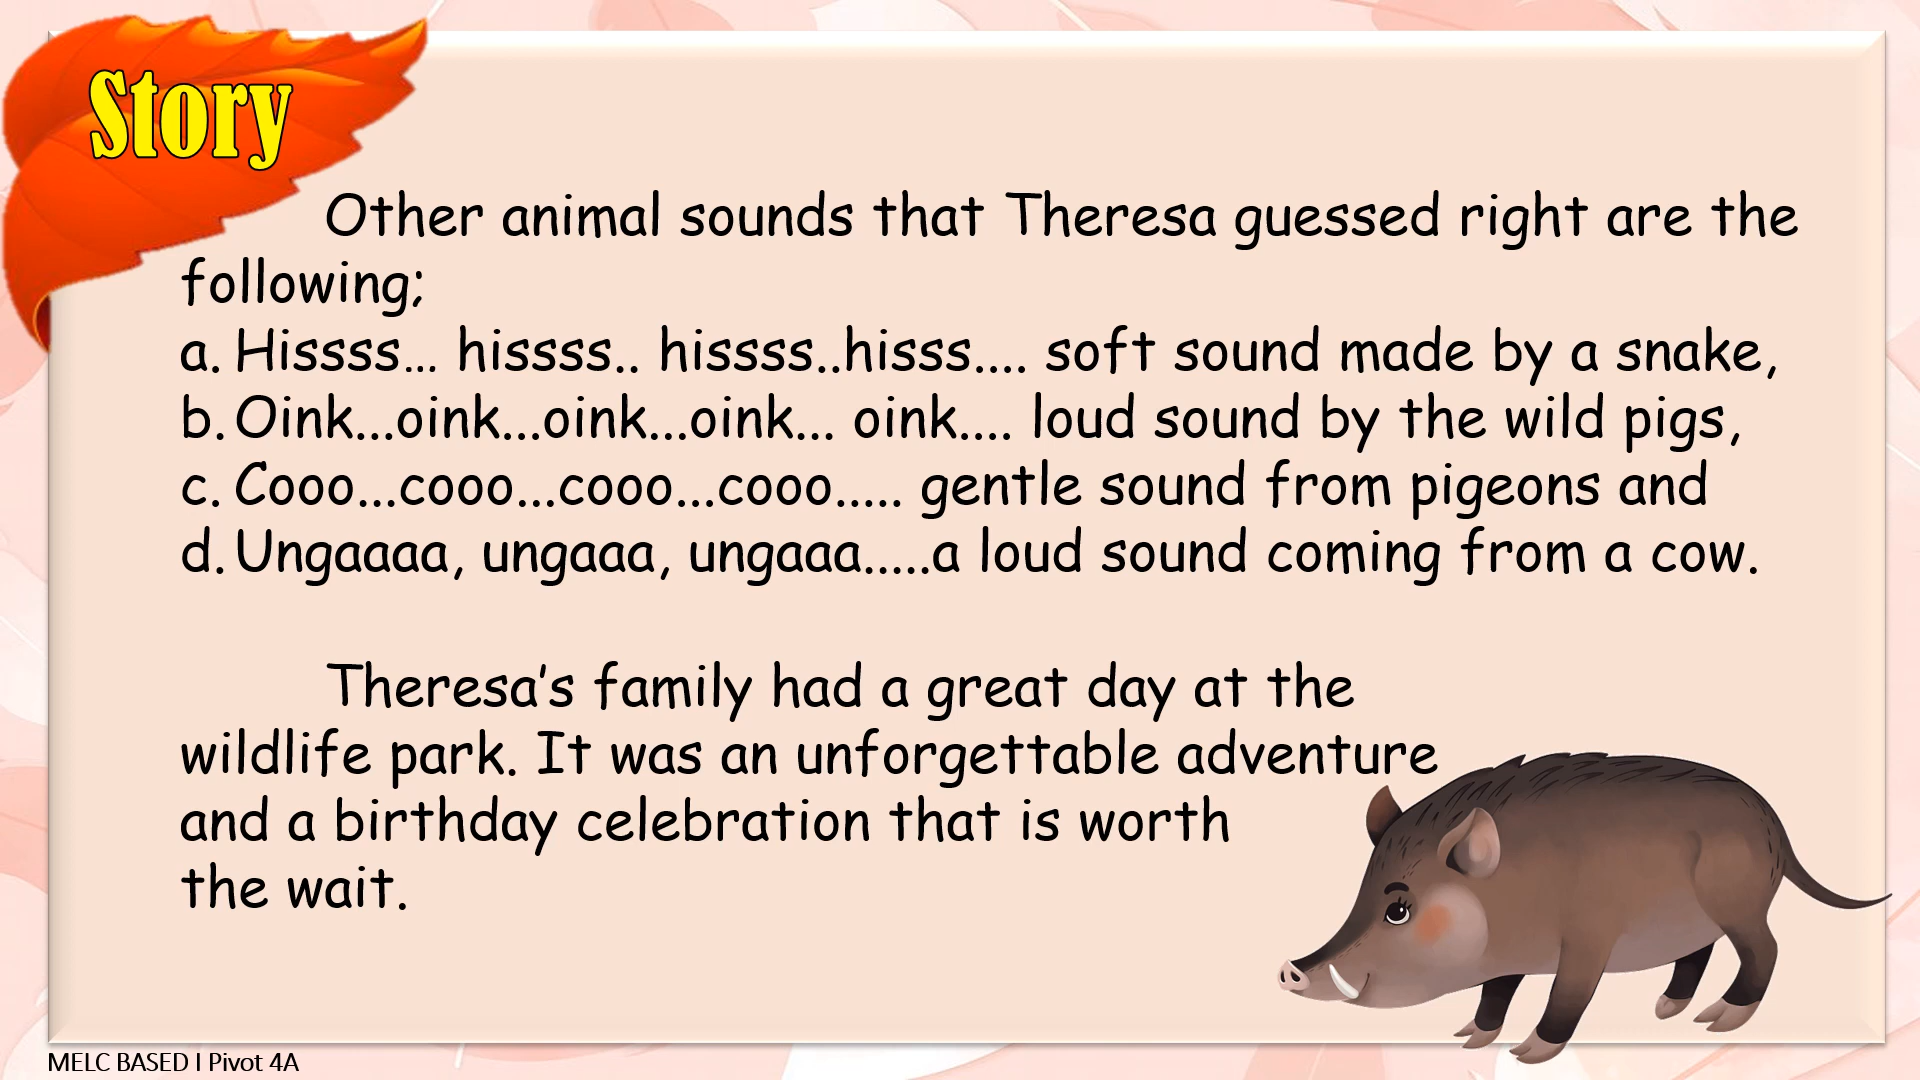 Story
Other animal sounds that Theresa guessed right are the
following;
a. Hissss... hissss.. hissss..hisss.... soft sound made by a snake,
b. Oink...oink...oink...oink... oink.... loud sound by the wild pigs,
c. Cooo...cooo...cooo...cooo..... gentle sound from pigeons and
d. Ungaaaa, ungaaa, ungaaa.....a loud sound coming from a cow.
Theresa’s family had a great day at the
wildlife park. It was an unforgettable adventure
and a birthday celebration that is worth
the wait.
MELC BASED l Pivot 4A